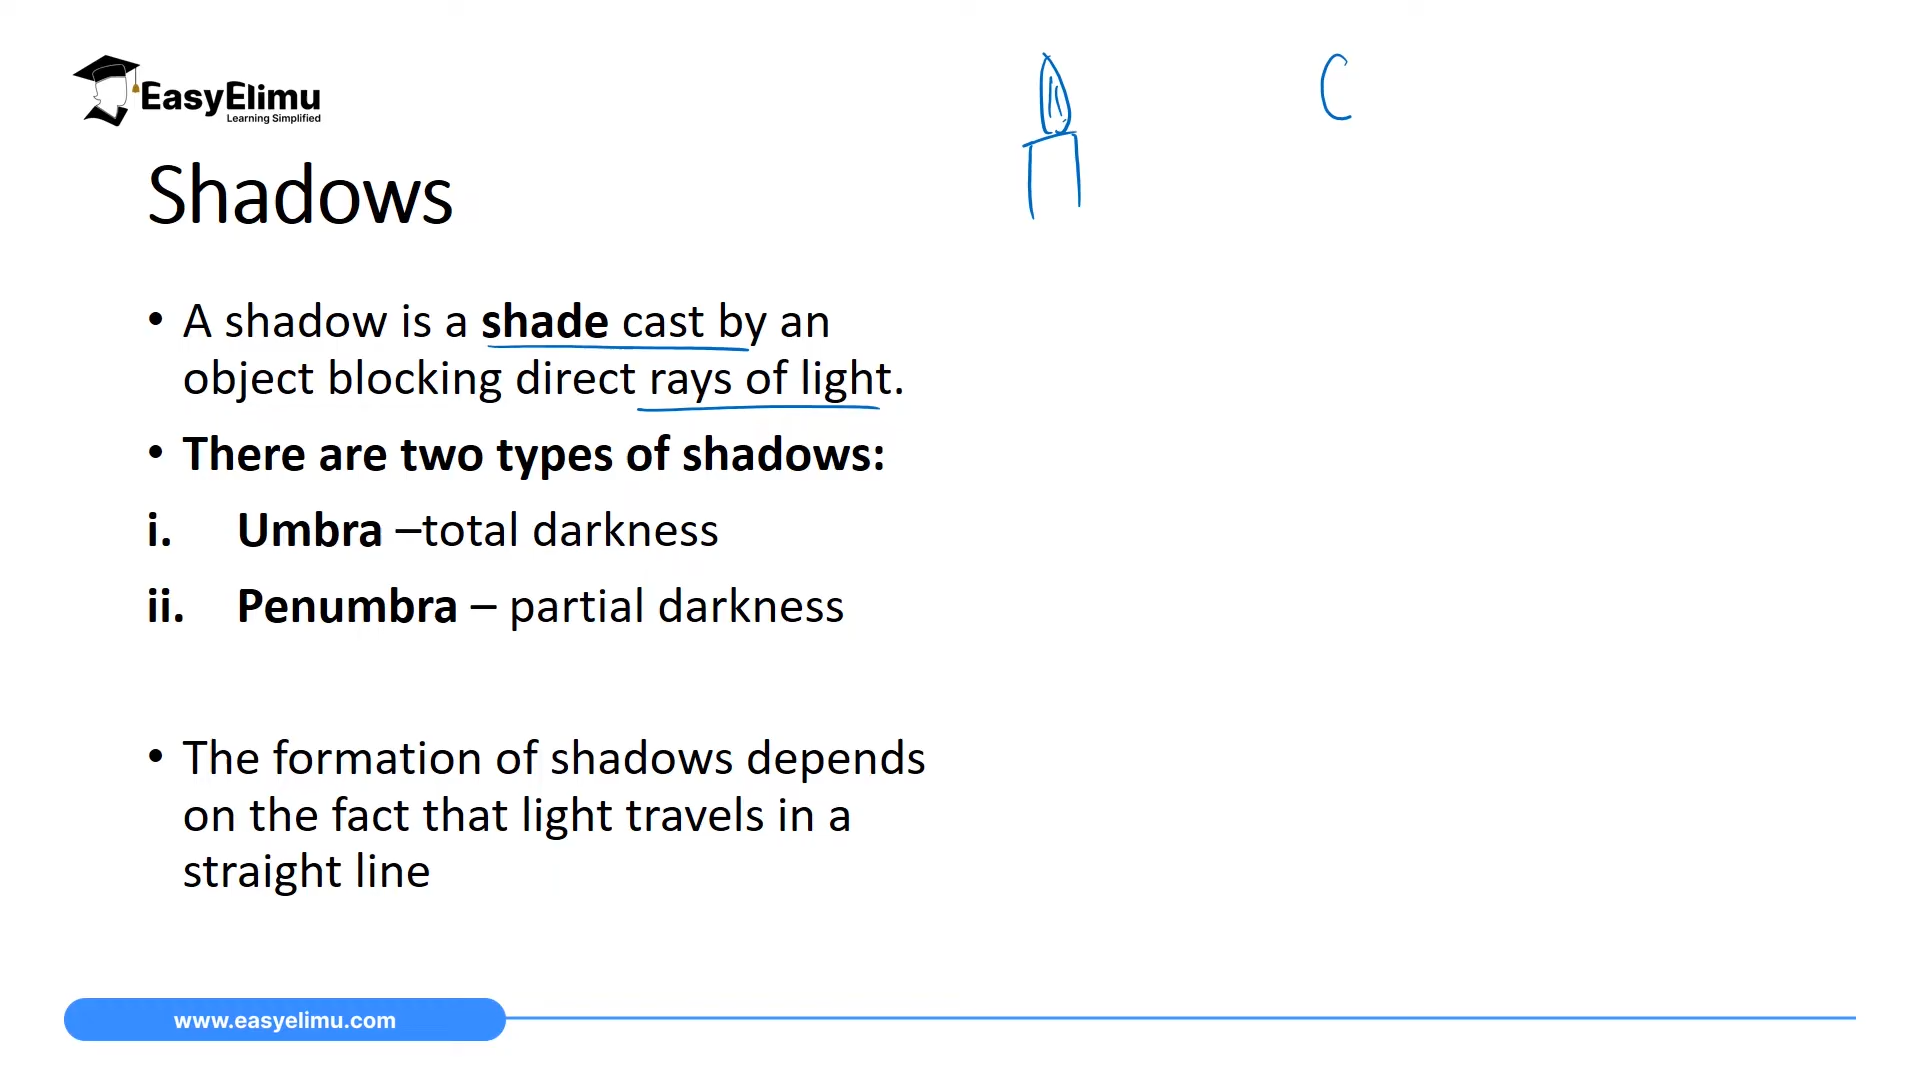 EasyElimu
Learning Simplified
Shadows
• A shadow is a shade cast by an
object blocking direct rays of light.
• There are two types of shadows:
i. Umbra –total darkness
ii. Penumbra – partial darkness
• The formation of shadows depends
on the fact that light travels in a
straight line
www.easyelimu.com